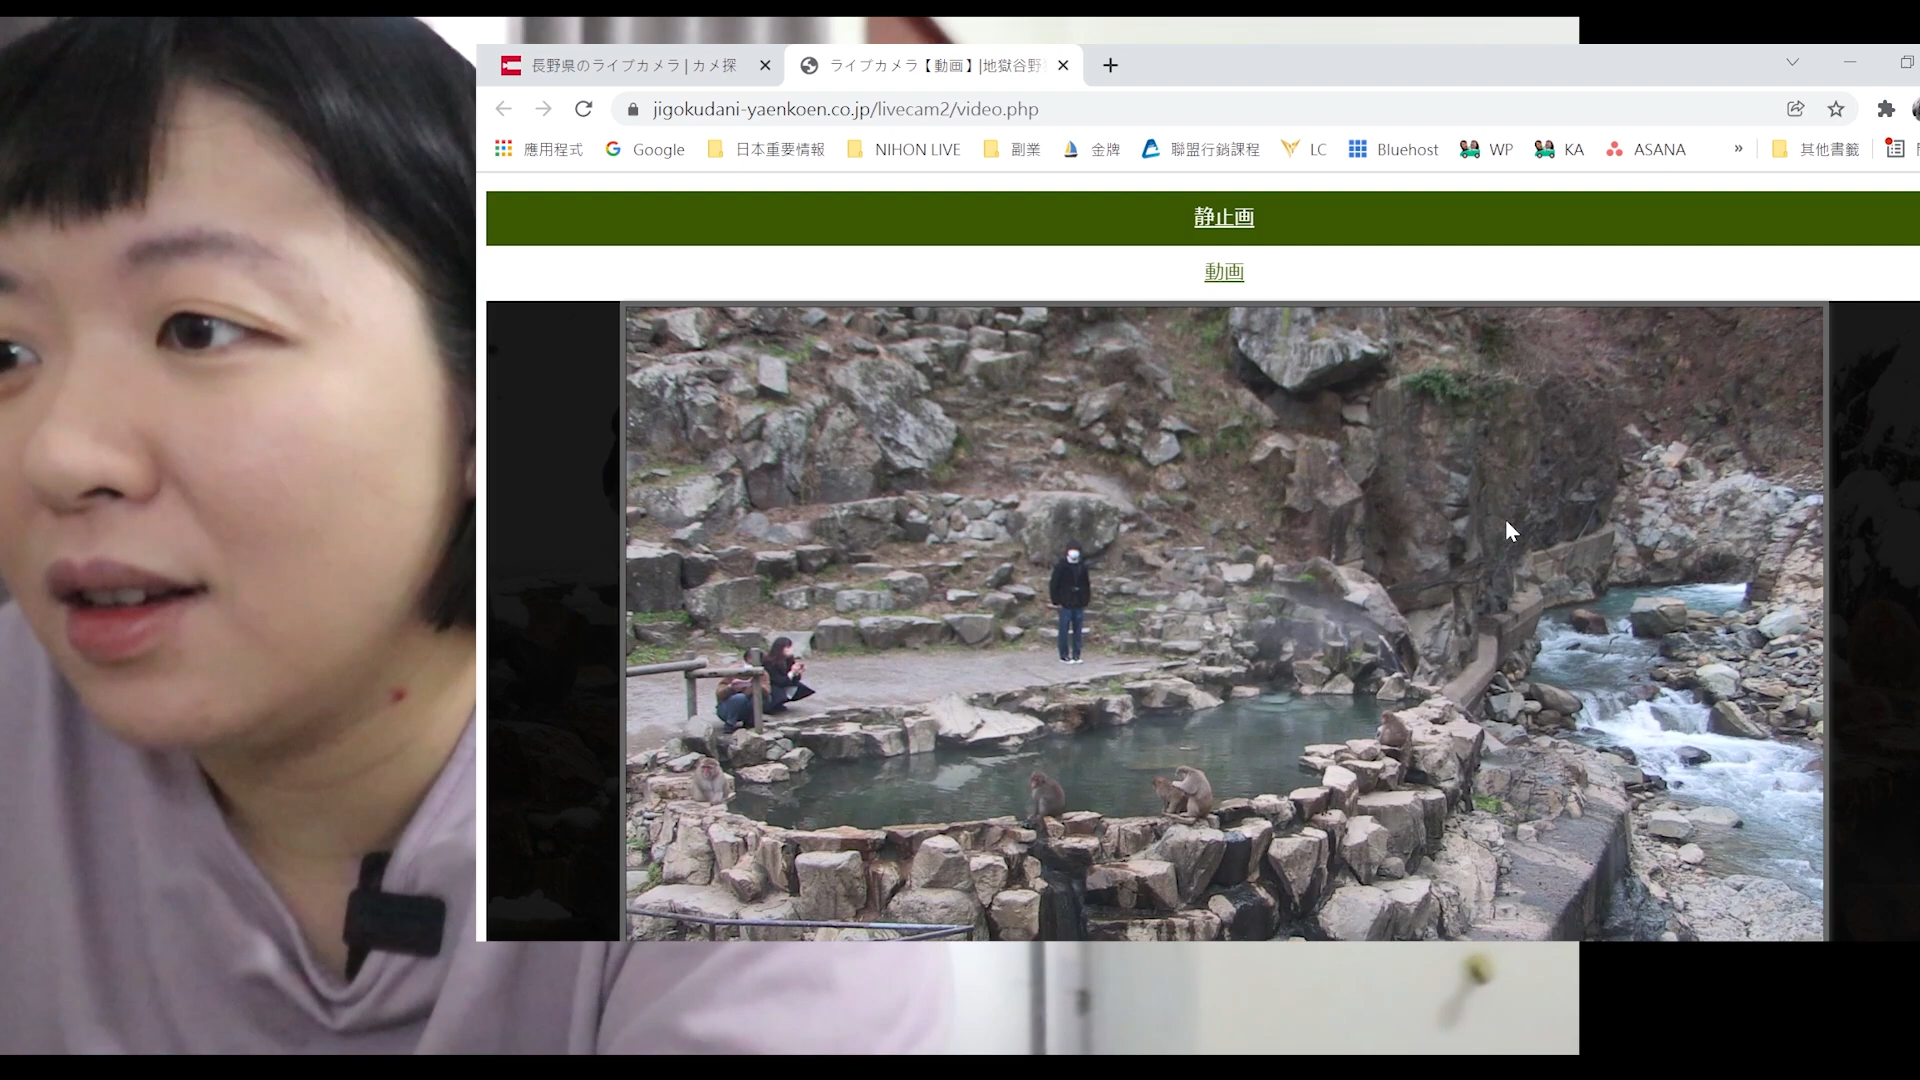 長野県のライブカメラ | カメ探
ライブカメラ【動画】|地獄谷野
jigokudani-yaenkoen.co.jp/livecam2/video.php
應用程式 Google 日本重要情報 NIHON LIVE 副業 金牌 聯盟行銷課程 LC Bluehost WP KA ASANA » 其他書籤
静止画
動画